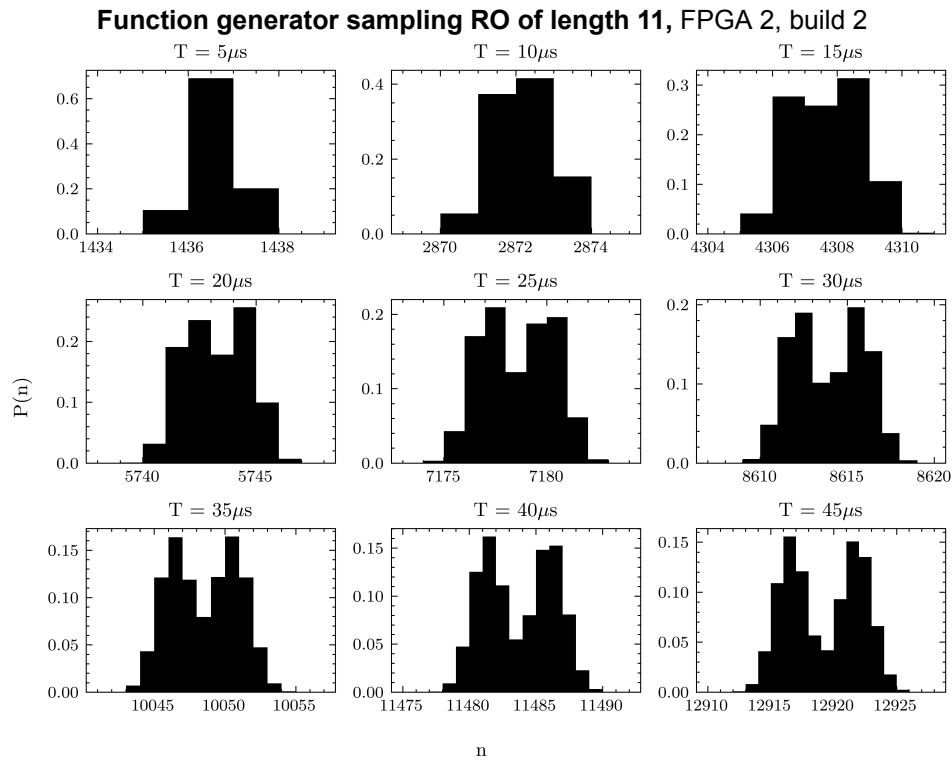 Function generator sampling RO of length 11, FPGA 2, build 2
T = 5μs T = 10μs T = 15μs
0.6
0.4
0.2
0.0
1434 1436 1438
0.4
0.2
0.0
2870 2872 2874
0.3
0.2
0.1
0.0
4304 4306 4308 4310
T = 20μs T = 25μs T = 30μs
P(n)
0.2
0.1
0.0
5740 5745
0.2
0.1
0.0
7175 7180
0.2
0.1
0.0
8610 8615 8620
T = 35μs T = 40μs T = 45μs
0.15
0.10
0.05
0.00
10045 10050 10055
0.15
0.10
0.05
0.00
11475 11480 11485 11490
0.15
0.10
0.05
0.00
12910 12915 12920 12925
n